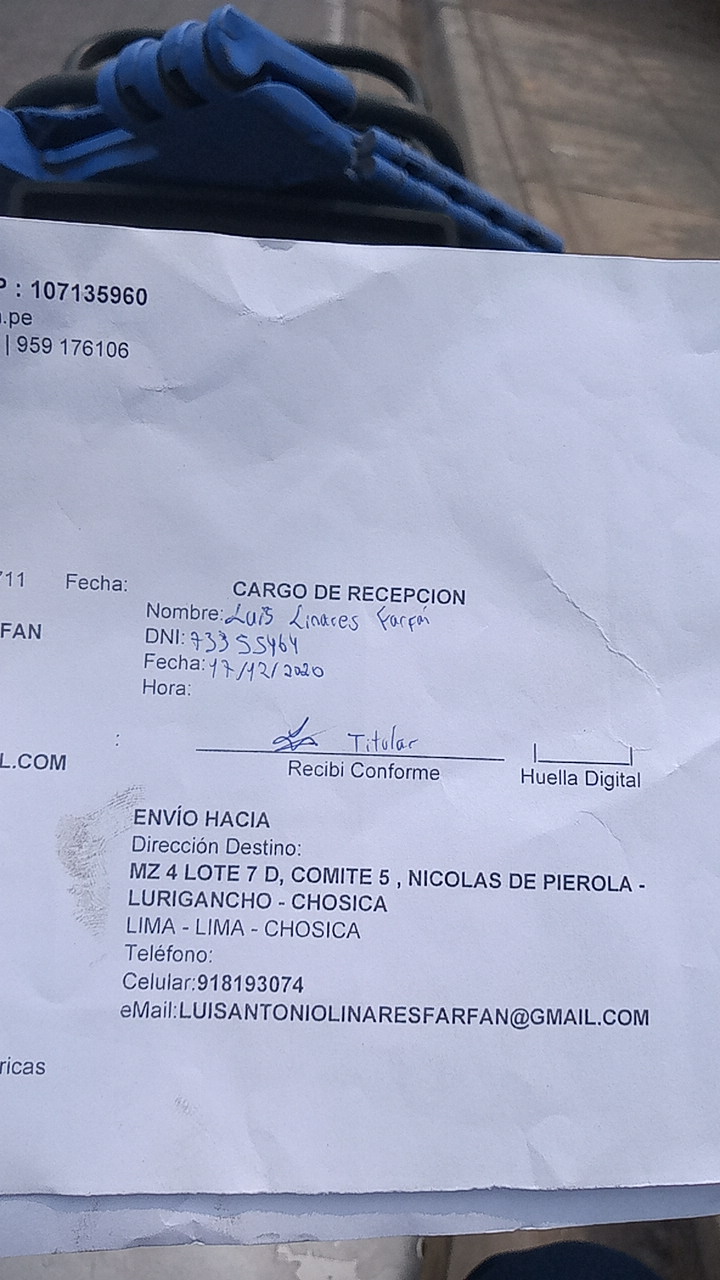 P : 107135960
.pe
| 959 176106
711 Fecha:
CARGO DE RECEPCION
Nombre: Luis Linares Farfán
FAN
DNI: 73355464
Fecha: 17/12/2020
Hora:
:
Titular
Recibi Conforme
Huella Digital
L.COM
ENVÍO HACIA
Dirección Destino:
MZ 4 LOTE 7 D, COMITE 5 , NICOLAS DE PIEROLA -
LURIGANCHO - CHOSICA
LIMA - LIMA - CHOSICA
Teléfono:
Celular:918193074
eMail:LUISANTONIOLINARESFARFAN@GMAIL.COM
ricas